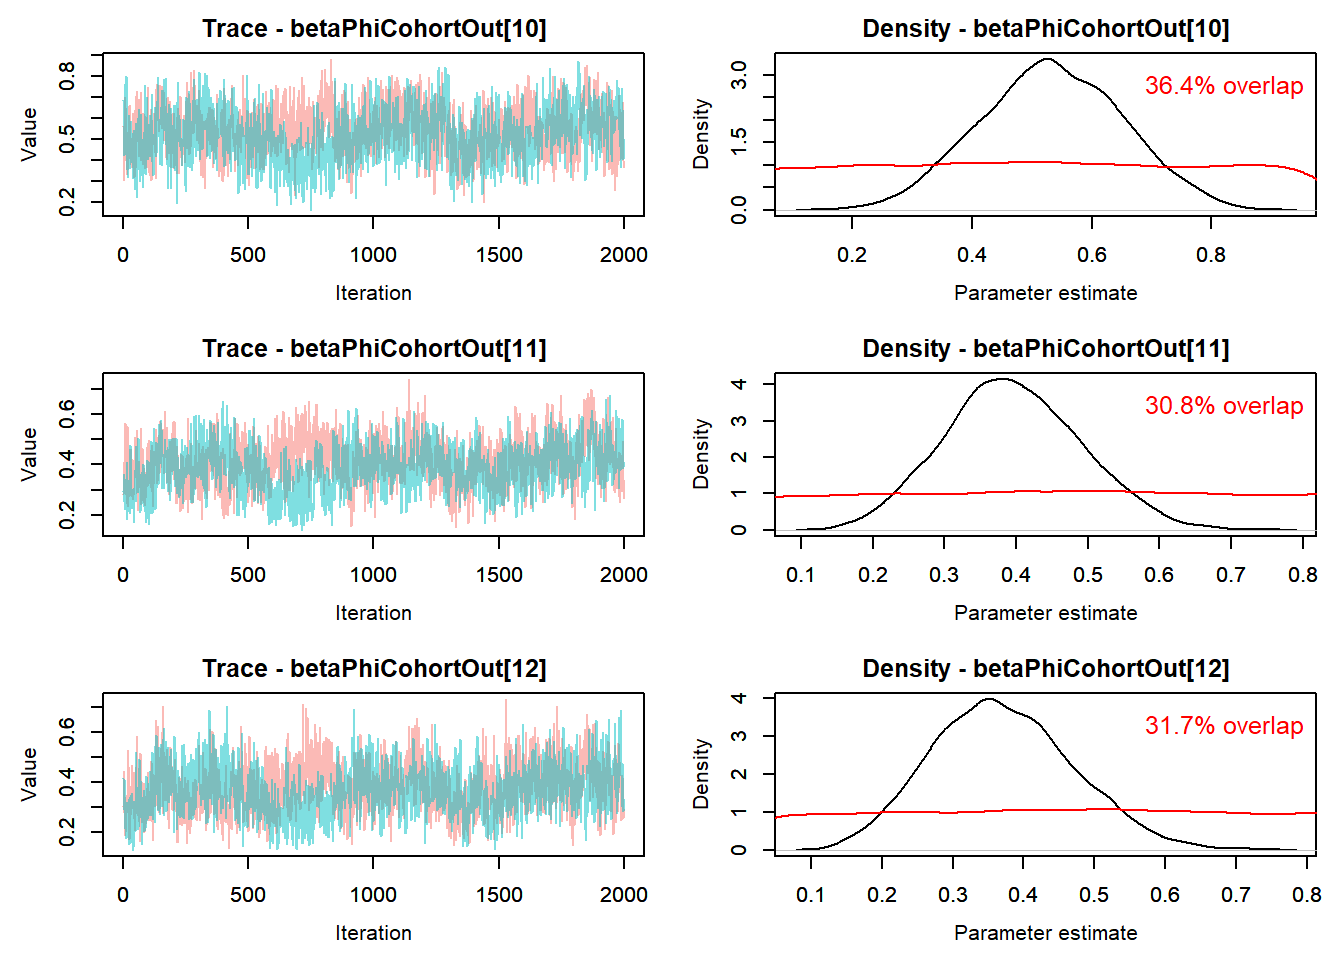 Trace - betaPhiCohortOut[10]
Value
0.2 0.5 0.8
0 500 1000 1500 2000
Iteration
Density - betaPhiCohortOut[10]
36.4% overlap
Density
0.0 1.5 3.0
0.2 0.4 0.6 0.8
Parameter estimate
Trace - betaPhiCohortOut[11]
Value
0.2 0.4 0.6
0 500 1000 1500 2000
Iteration
Density - betaPhiCohortOut[11]
30.8% overlap
Density
0 1 2 3 4
0.1 0.2 0.3 0.4 0.5 0.6 0.7 0.8
Parameter estimate
Trace - betaPhiCohortOut[12]
Value
0.2 0.4 0.6
0 500 1000 1500 2000
Iteration
Density - betaPhiCohortOut[12]
31.7% overlap
Density
0 1 2 3 4
0.1 0.2 0.3 0.4 0.5 0.6 0.7 0.8
Parameter estimate